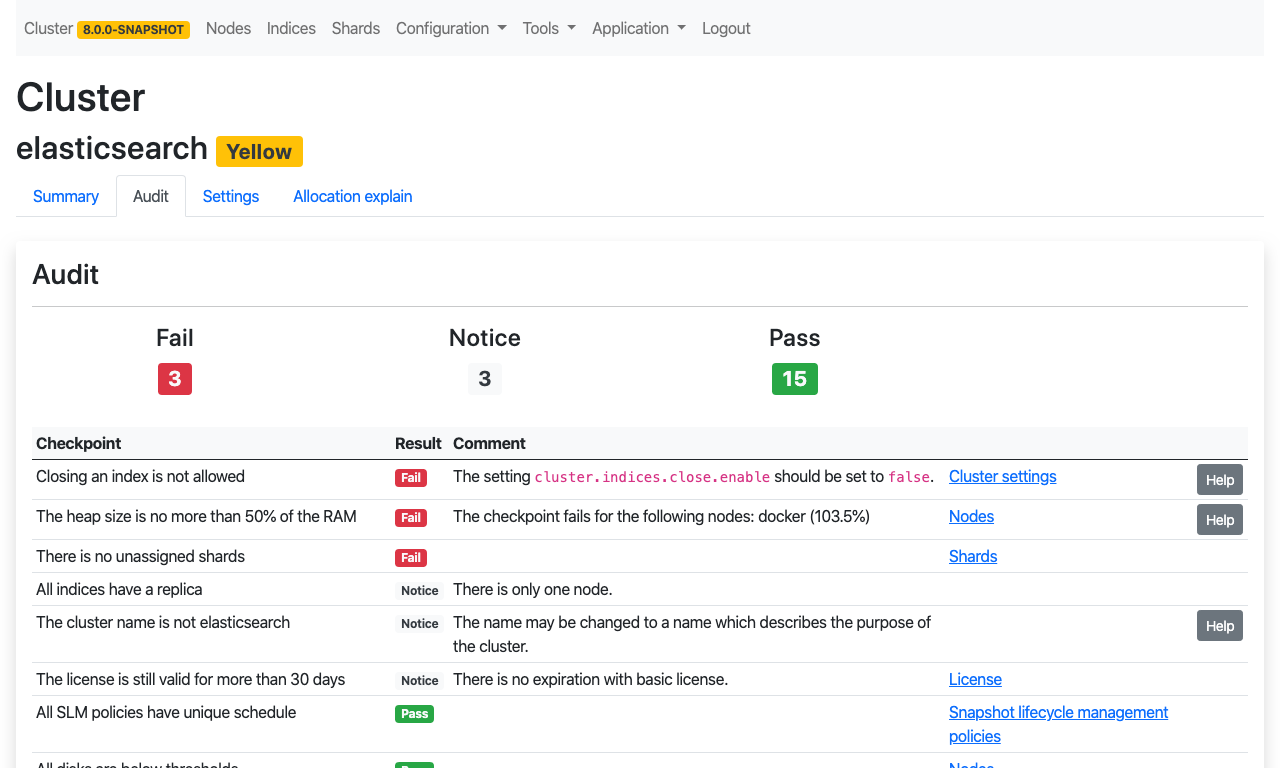 Cluster 8.0.0-SNAPSHOT Nodes Indices Shards Configuration Tools Application Logout
Cluster
elasticsearch Yellow
Summary Audit Settings Allocation explain
Audit
Fail Notice Pass
3 3 15
Checkpoint Result Comment
Closing an index is not allowed Fail The setting cluster.indices.close.enable should be set to false. Cluster settings Help
The heap size is no more than 50% of the RAM Fail The checkpoint fails for the following nodes: docker (103.5%) Nodes Help
There is no unassigned shards Fail Shards
All indices have a replica Notice There is only one node.
The cluster name is not elasticsearch Notice The name may be changed to a name which describes the purpose of Help
the cluster.
The license is still valid for more than 30 days Notice There is no expiration with basic license. License
All SLM policies have unique schedule Pass Snapshot lifecycle management
policies
All disks are below thresholds Pass Nodes